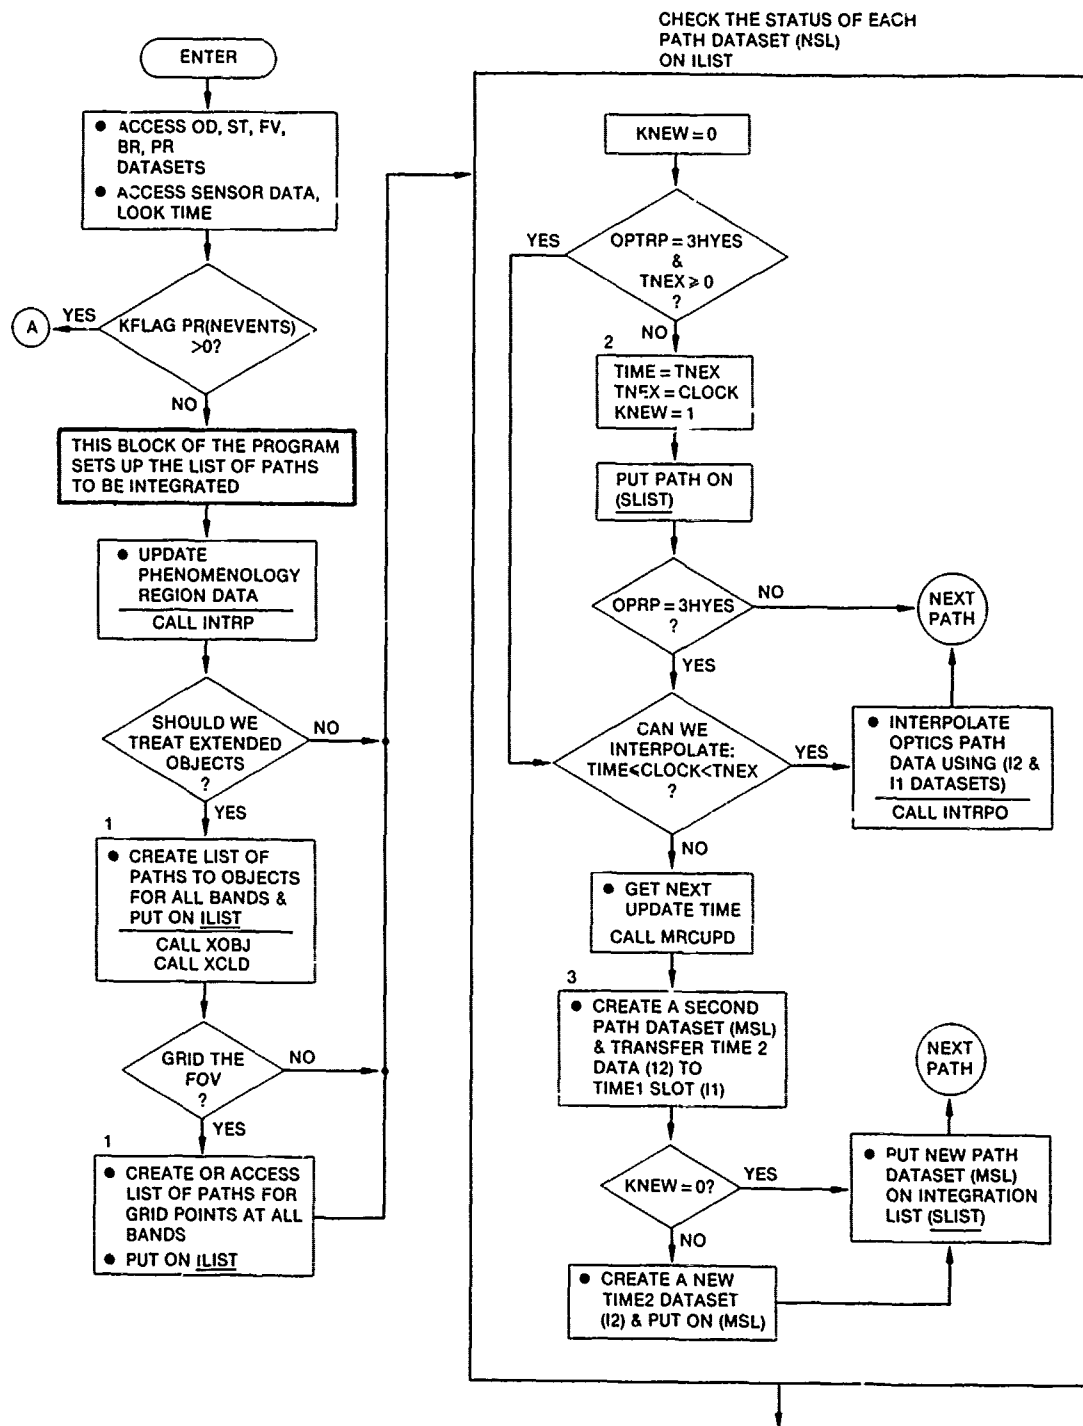 ENTER
● ACCESS OD, ST, FV,
BR, PR
DATASETS
● ACCESS SENSOR DATA,
LOOK TIME
KFLAG PR(NEVENTS)
>0?
YES
A
NO
THIS BLOCK OF THE PROGRAM
SETS UP THE LIST OF PATHS
TO BE INTEGRATED
● UPDATE
PHENOMENOLOGY
REGION DATA
CALL INTRP
SHOULD WE
TREAT EXTENDED
OBJECTS
?
NO
YES
1
● CREATE LIST OF
PATHS TO OBJECTS
FOR ALL BANDS &
PUT ON ILIST
CALL XOBJ
CALL XCLD
GRID THE
FOV
?
NO
YES
1
● CREATE OR ACCESS
LIST OF PATHS FOR
GRID POINTS AT ALL
BANDS
● PUT ON ILIST
CHECK THE STATUS OF EACH
PATH DATASET (NSL)
ON ILIST
KNEW = 0
OPTRP = 3HYES
&
TNEX ⩾ 0
?
YES
NO
2
TIME = TNEX
TNEX = CLOCK
KNEW = 1
PUT PATH ON
(SLIST)
OPRP = 3HYES
?
NO
NEXT
PATH
YES
CAN WE
INTERPOLATE:
TIME⩽CLOCK<TNEX
?
YES
● INTERPOLATE
OPTICS PATH
DATA USING (I2 &
I1 DATASETS)
CALL INTRPO
NO
● GET NEXT
UPDATE TIME
CALL MRCUPD
3
● CREATE A SECOND
PATH DATASET (MSL)
& TRANSFER TIME 2
DATA (I2) TO
TIME1 SLOT (I1)
KNEW = 0?
YES
● PUT NEW PATH
DATASET (MSL)
ON INTEGRATION
LIST (SLIST)
NEXT
PATH
NO
● CREATE A NEW
TIME2 DATASET
(I2) & PUT ON (MSL)